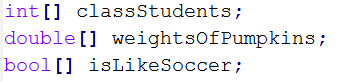 int[] classStudents;
double[] weightsOfPumpkins;
bool[] isLikeSoccer;